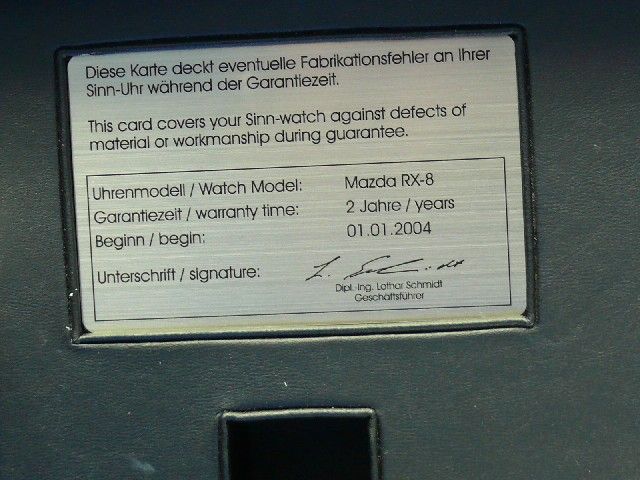 Diese Karte deckt eventuelle Fabrikationsfehler an Ihrer
Sinn-Uhr während der Garantiezeit.
This card covers your Sinn-watch against defects of
material or workmanship during guarantee.
Uhrenmodell / Watch Model: Mazda RX-8
Garantiezeit / warranty time: 2 Jahre / years
Beginn / begin: 01.01.2004
Unterschrift / signature:
Dipl.-Ing. Lothar Schmidt
Geschäftsführer